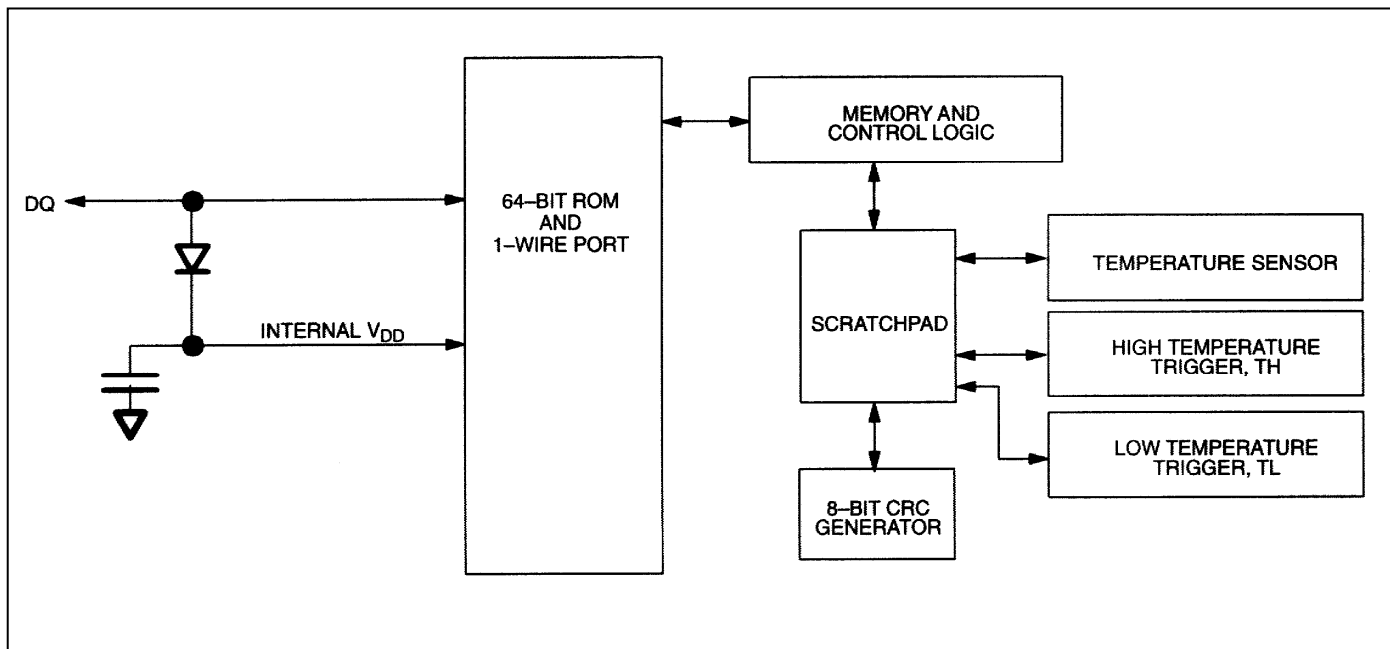 DQ
INTERNAL VDD
64–BIT ROM
AND
1–WIRE PORT
MEMORY AND
CONTROL LOGIC
SCRATCHPAD
8–BIT CRC
GENERATOR
TEMPERATURE SENSOR
HIGH TEMPERATURE
TRIGGER, TH
LOW TEMPERATURE
TRIGGER, TL